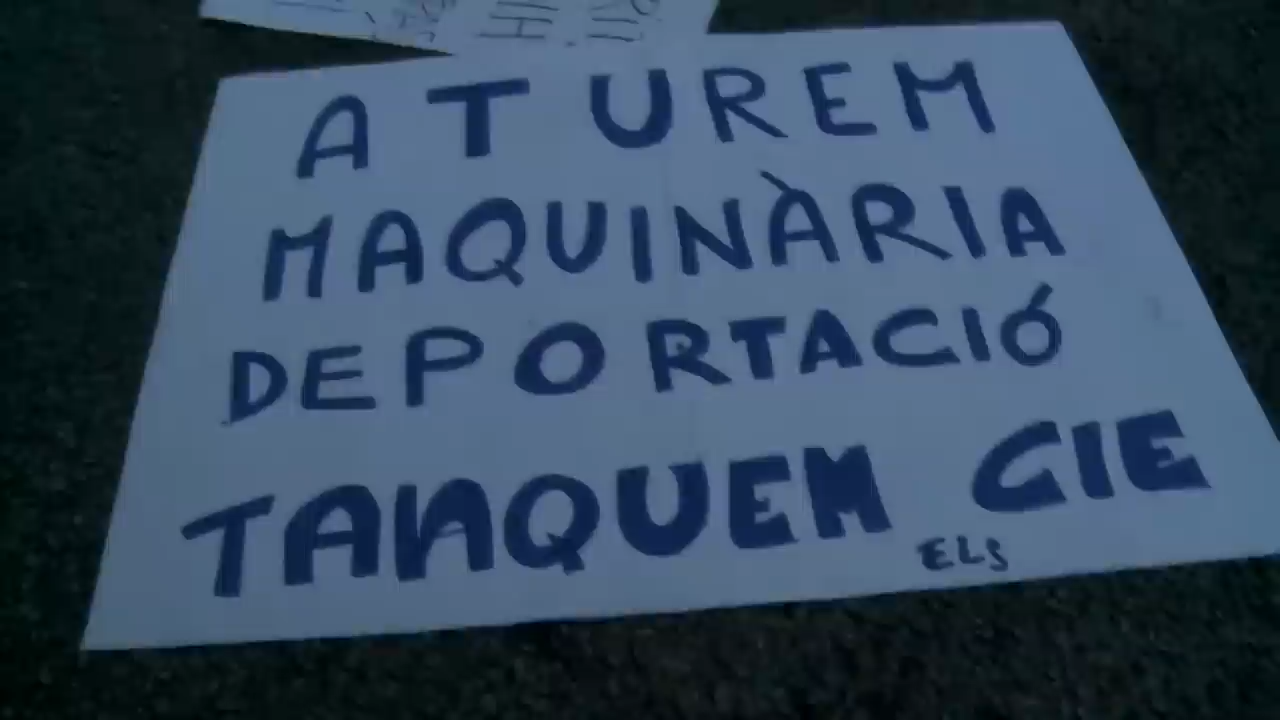 ATUREM
MAQUINÀRIA
DEPORTACIÓ
TANQUEM CIE
ELS